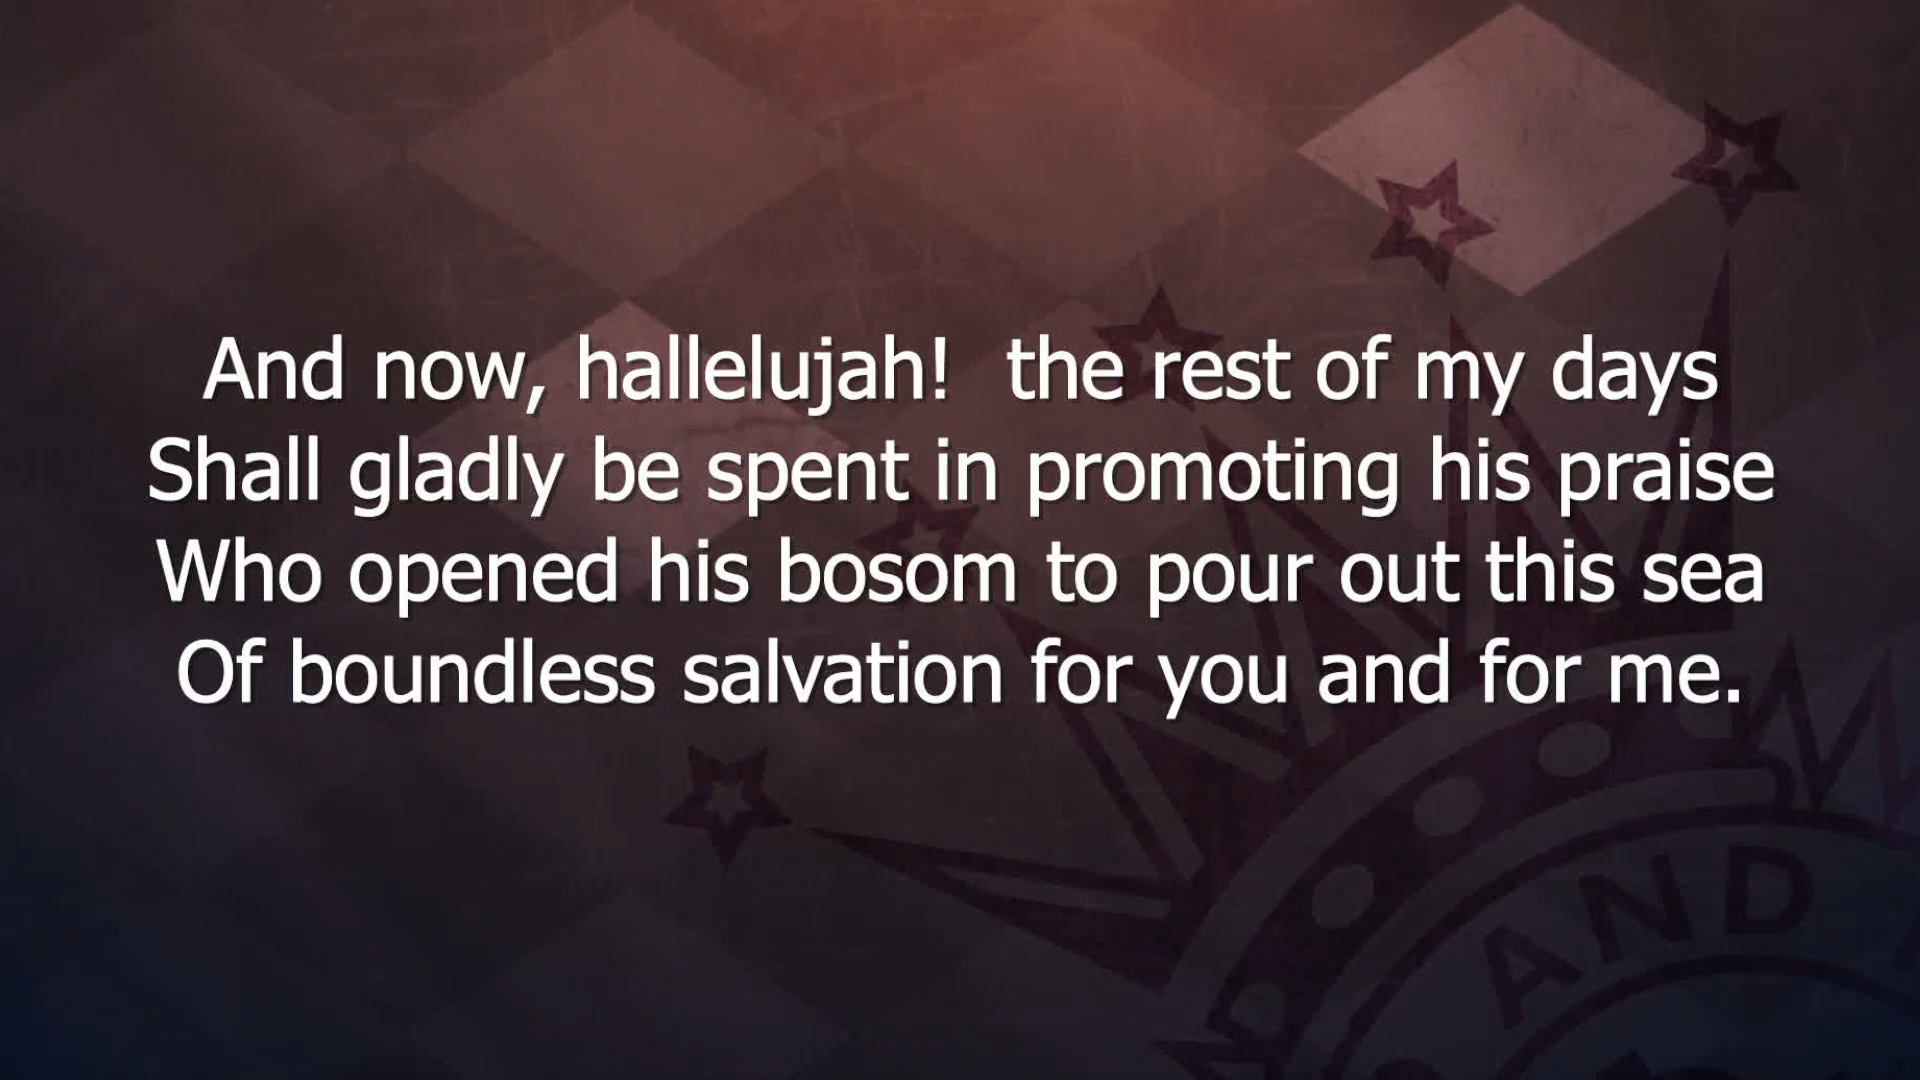 And now, hallelujah!  the rest of my days
Shall gladly be spent in promoting his praise
Who opened his bosom to pour out this sea
Of boundless salvation for you and for me.
AND